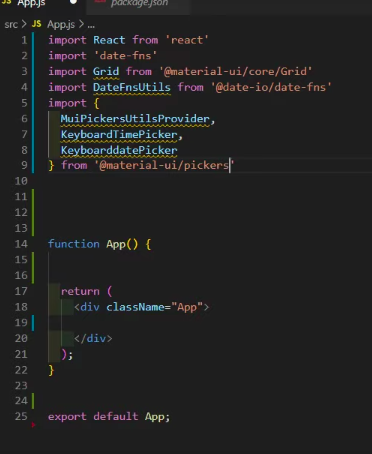 JS App.js package.json
src > JS App.js > ...
1 import React from 'react'
2 import 'date-fns'
3 import Grid from '@material-ui/core/Grid'
4 import DateFnsUtils from '@date-io/date-fns'
5 import {
6 MuiPickersUtilsProvider,
7 KeyboardTimePicker,
8 KeyboarddatePicker
9 } from '@material-ui/pickers'
10
11
12
13
14 function App() {
15
16
17 return (
18 <div className="App">
19
20 </div>
21 );
22 }
23
24
25 export default App;